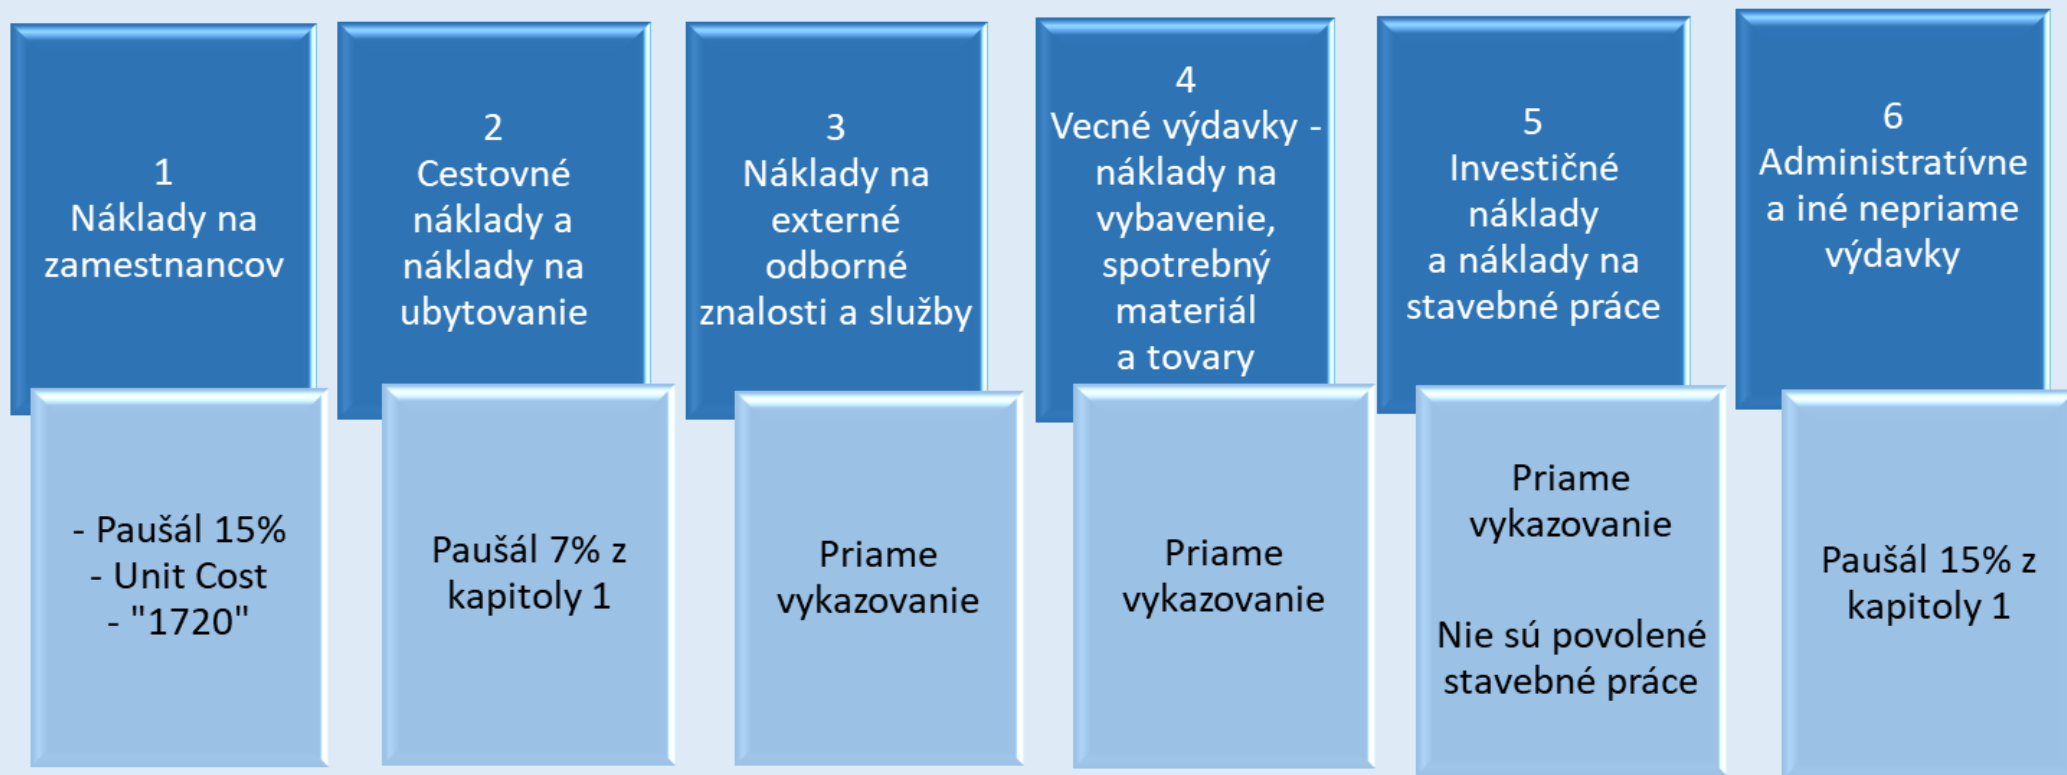 1
Náklady na
zamestnancov
- Paušál 15%
- Unit Cost
- "1720"
2
Cestovné
náklady a
náklady na
ubytovanie
Paušál 7% z
kapitoly 1
3
Náklady na
externé
odborné
znalosti a služby
Priame
vykazovanie
4
Vecné výdavky -
náklady na
vybavenie,
spotrebný
materiál
a tovary
Priame
vykazovanie
5
Investičné
náklady
a náklady na
stavebné práce
Priame
vykazovanie
Nie sú povolené
stavebné práce
6
Administratívne
a iné nepriame
výdavky
Paušál 15% z
kapitoly 1